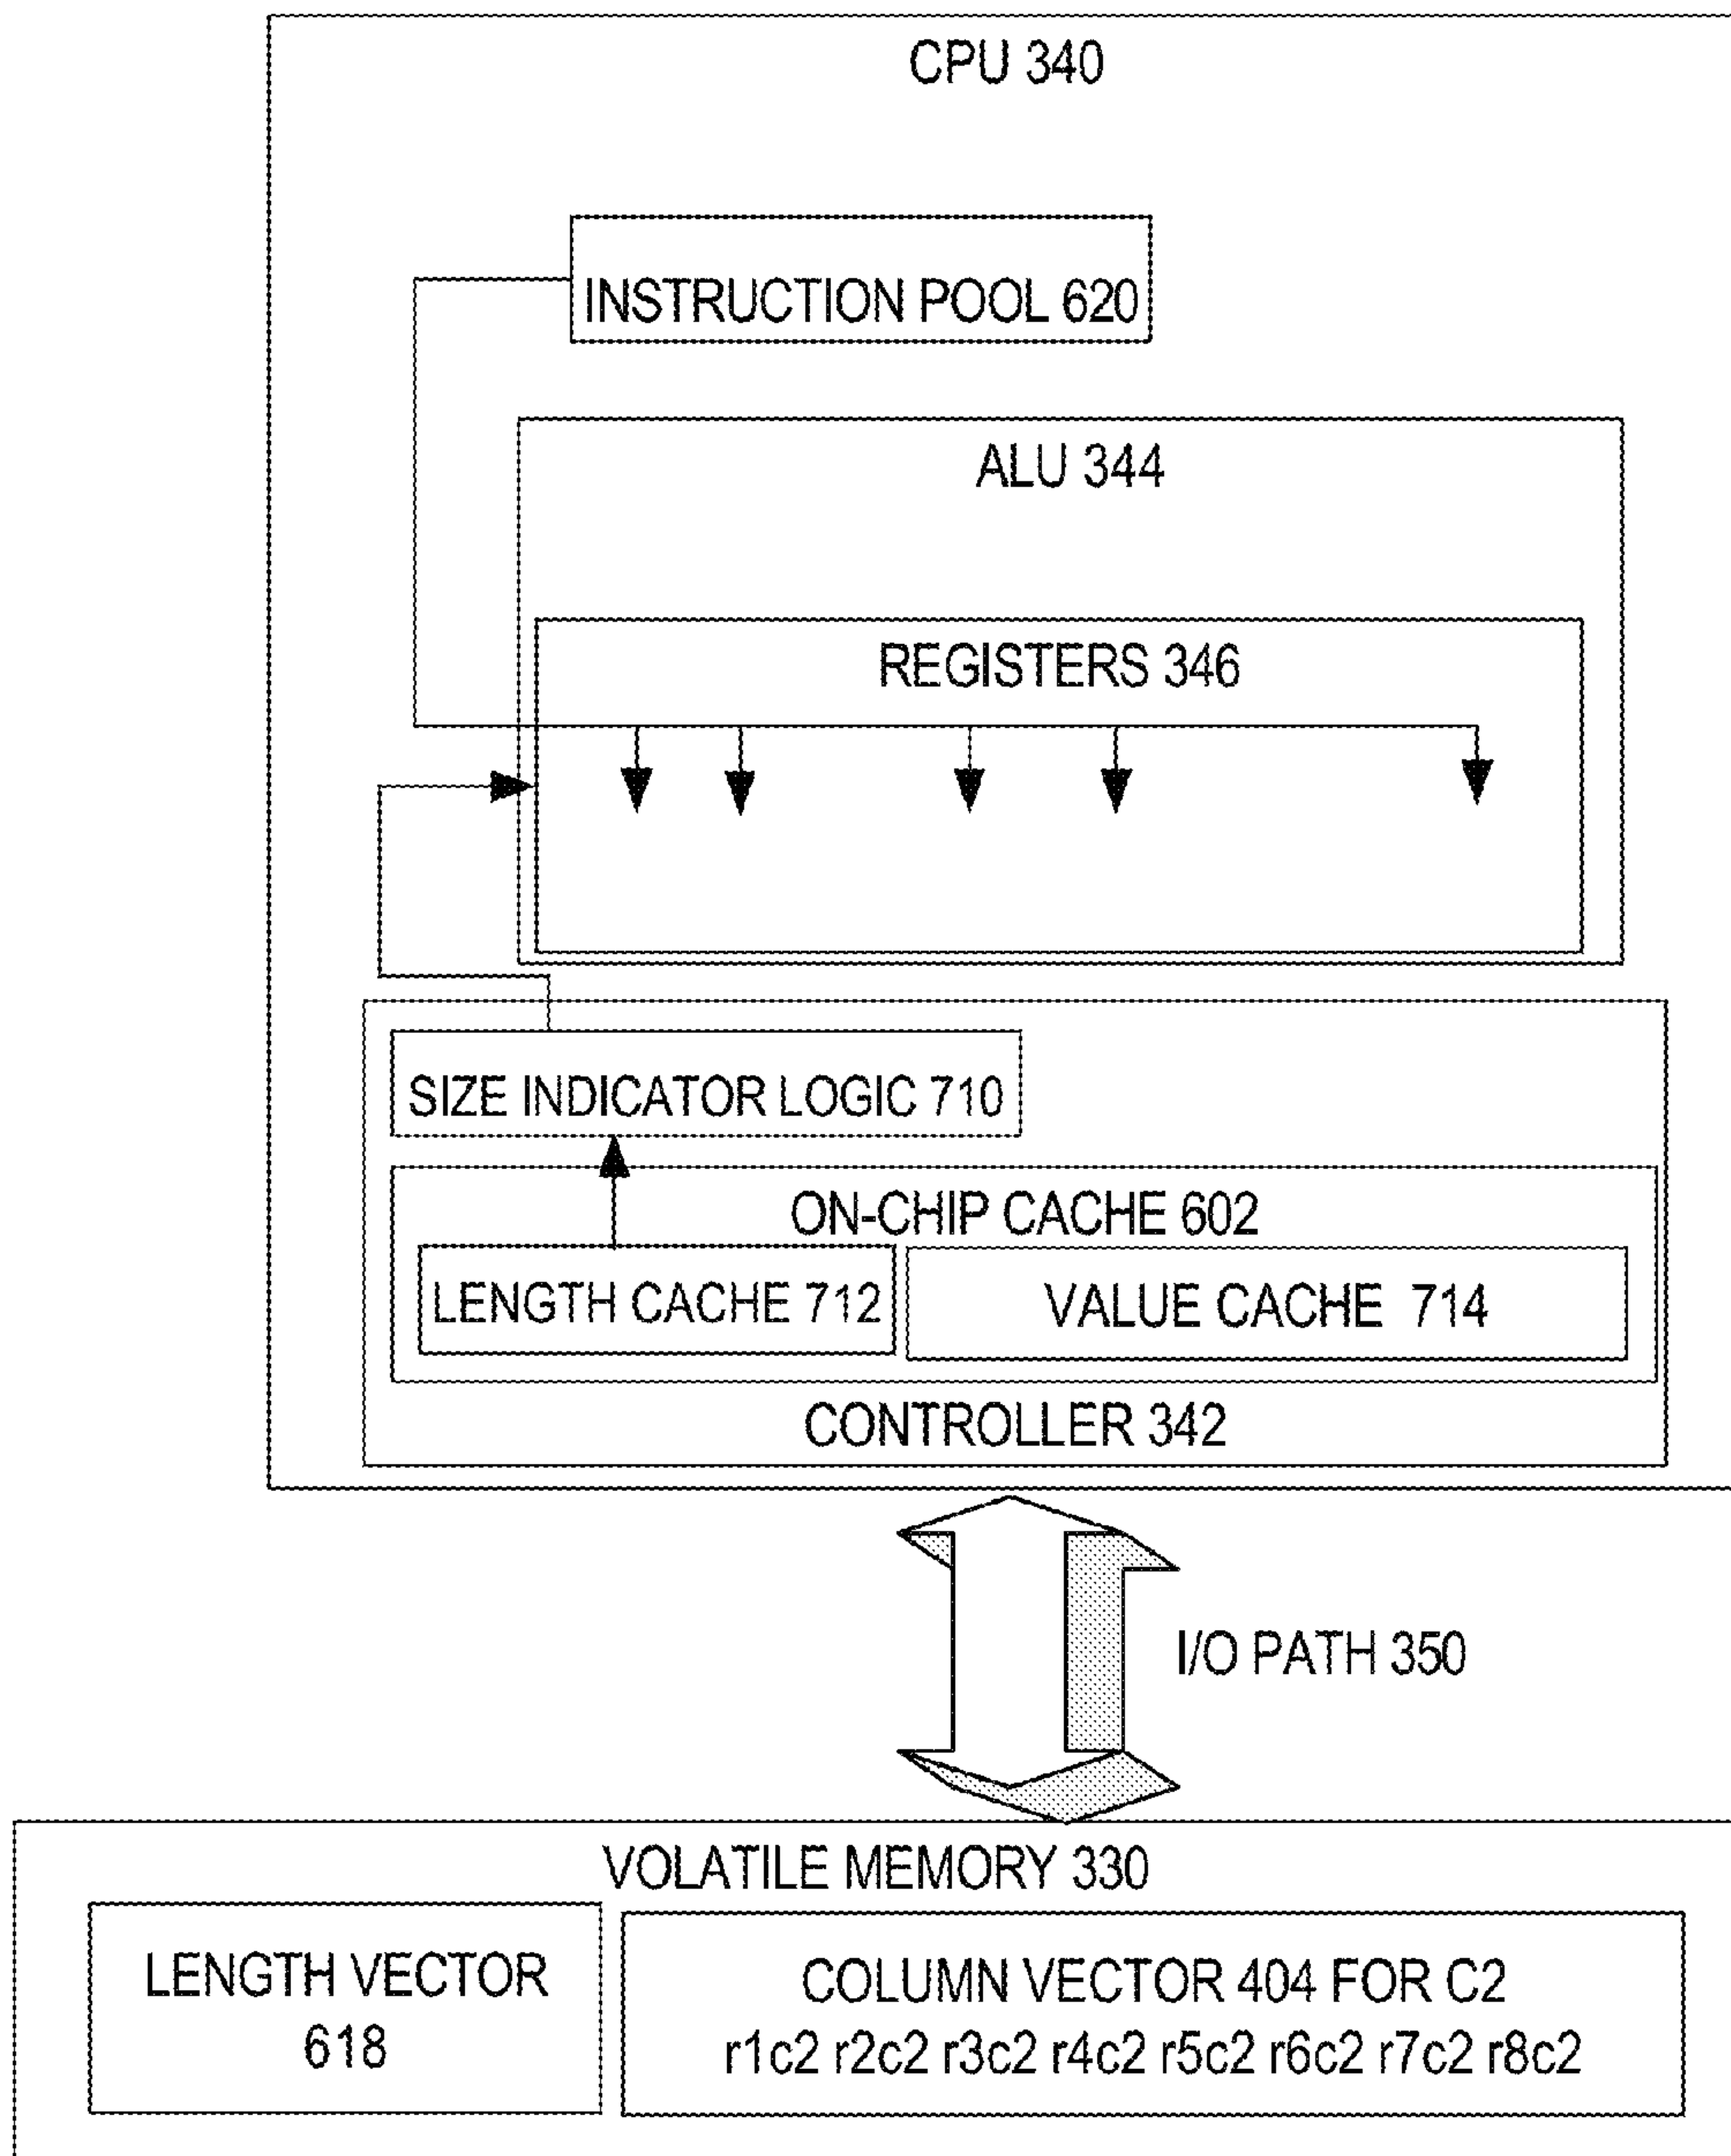 CPU 340
INSTRUCTION POOL 620
ALU 344
REGISTERS 346
SIZE INDICATOR LOGIC 710
ON-CHIP CACHE 602
LENGTH CACHE 712
VALUE CACHE 714
CONTROLLER 342
I/O PATH 350
VOLATILE MEMORY 330
LENGTH VECTOR
618
COLUMN VECTOR 404 FOR C2
r1c2 r2c2 r3c2 r4c2 r5c2 r6c2 r7c2 r8c2